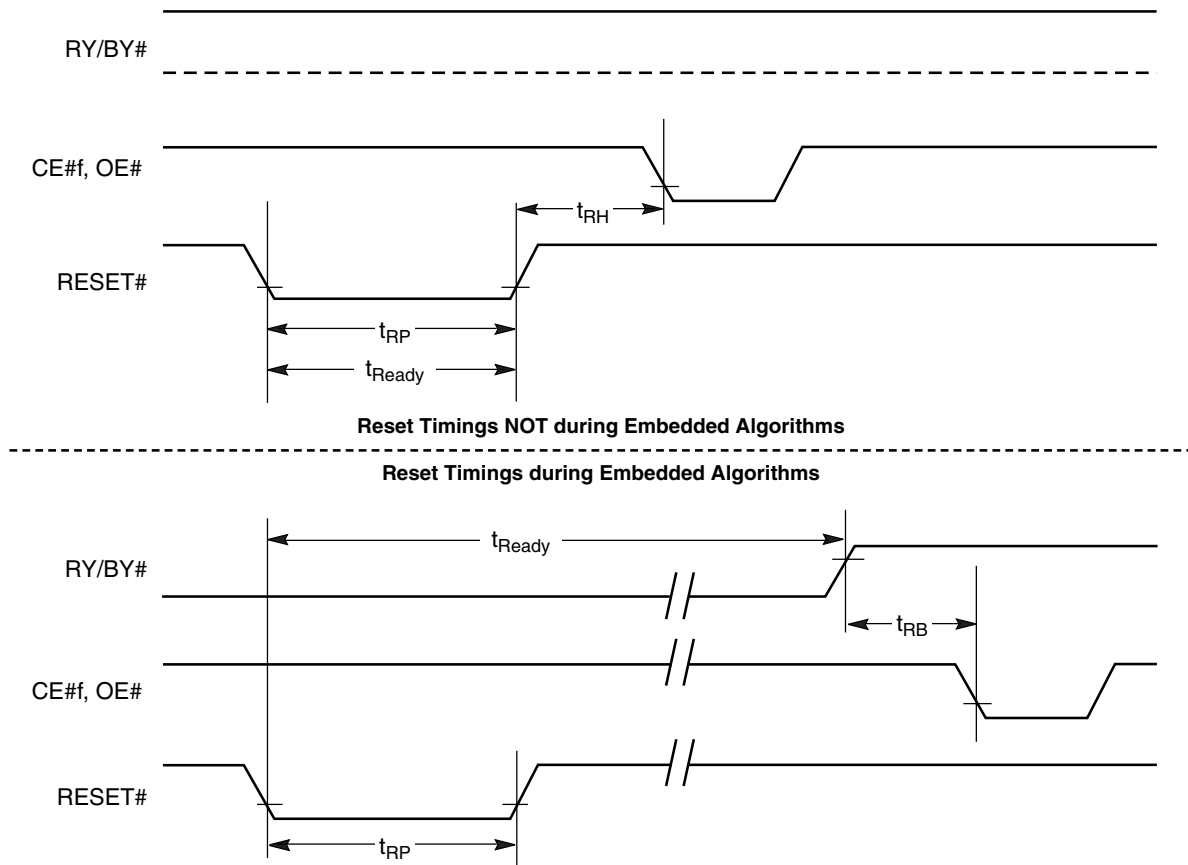 RY/BY#
CE#f, OE#
tRH
RESET#
tRP
tReady
Reset Timings NOT during Embedded Algorithms
Reset Timings during Embedded Algorithms
tReady
RY/BY#
tRB
CE#f, OE#
RESET#
tRP